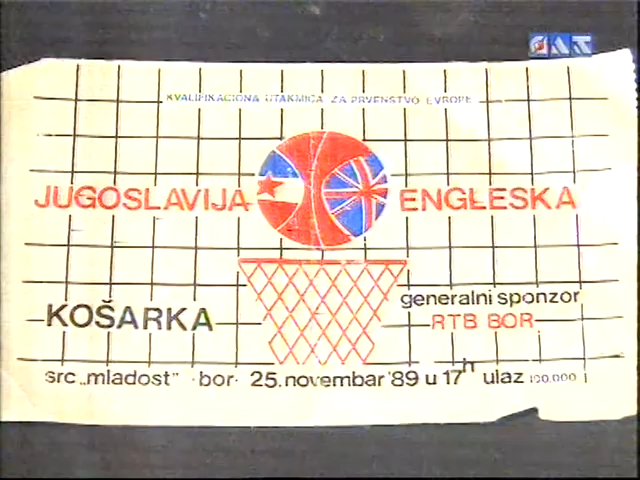 KVALIFIKACIONA UTAKMICA ZA PRVENSTVO EVROPE
JUGOSLAVIJA ENGLESKA
KOŠARKA
generalni sponzor
RTB BOR
src „mladost” · bor · 25. novembar '89 u 17h ulaz 100.000